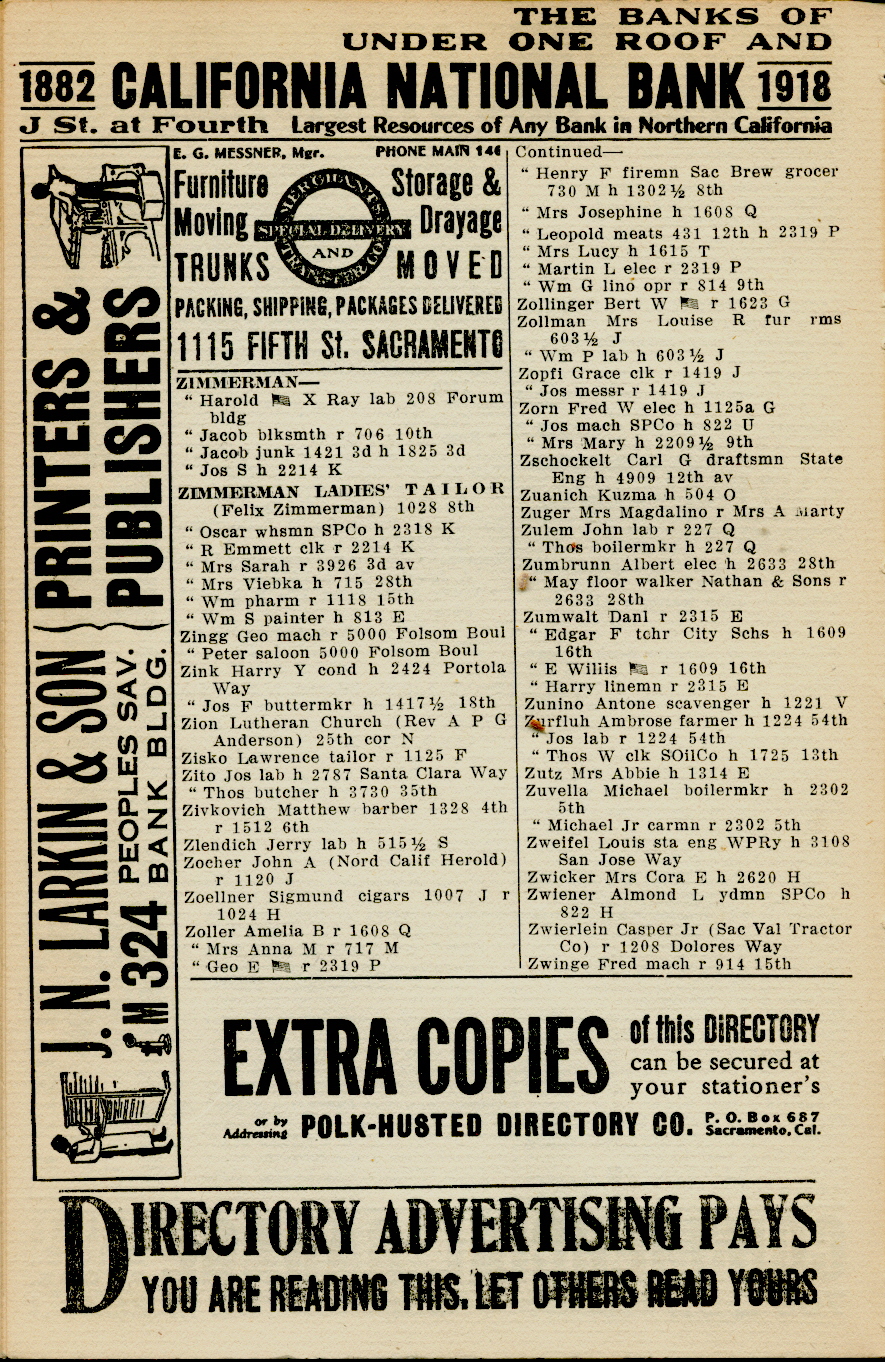 THE BANKS OF
UNDER ONE ROOF AND
1882 CALIFORNIA NATIONAL BANK 1918
J St. at Fourth Largest Resources of Any Bank in Northern California
J. N. LARKIN & SON { PRINTERS & PUBLISHERS
M 324 PEOPLES SAV. BANK BLDG.
E. G. MESSNER, Mgr. PHONE MAIN 146
Furniture Storage &
Moving Drayage
MERCHANTS
SPECIAL DELIVERY
AND
TRANSFER CO
TRUNKS MOVED
PACKING, SHIPPING, PACKAGES DELIVERED
1115 FIFTH St. SACRAMENTO
ZIMMERMAN—
“ Harold X Ray lab 208 Forum
bldg
“ Jacob blksmth r 706 10th
“ Jacob junk 1421 3d h 1825 3d
“ Jos S h 2214 K
ZIMMERMAN LADIES' TAILOR
(Felix Zimmerman) 1028 8th
“ Oscar whsmn SPCo h 2318 K
“ R Emmett clk r 2214 K
“ Mrs Sarah r 3926 3d av
“ Mrs Viebka h 715 28th
“ Wm pharm r 1118 15th
“ Wm S painter h 813 E
Zingg Geo mach r 5000 Folsom Boul
“ Peter saloon 5000 Folsom Boul
Zink Harry Y cond h 2424 Portola
Way
“ Jos F buttermkr h 1417½ 18th
Zion Lutheran Church (Rev A P G
Anderson) 25th cor N
Zisko Lawrence tailor r 1125 F
Zito Jos lab h 2787 Santa Clara Way
“ Thos butcher h 3730 35th
Zivkovich Matthew barber 1328 4th
r 1512 6th
Zlendich Jerry lab h 515½ S
Zocher John A (Nord Calif Herold)
r 1120 J
Zoellner Sigmund cigars 1007 J r
1024 H
Zoller Amelia B r 1608 Q
“ Mrs Anna M r 717 M
“ Geo E r 2319 P
Continued—
“ Henry F firemn Sac Brew grocer
730 M h 1302½ 8th
“ Mrs Josephine h 1608 Q
“ Leopold meats 431 12th h 2319 P
“ Mrs Lucy h 1615 T
“ Martin L elec r 2319 P
“ Wm G lino opr r 814 9th
Zollinger Bert W r 1623 G
Zollman Mrs Louise R fur rms
603½ J
“ Wm P lab h 603½ J
Zopfi Grace clk r 1419 J
“ Jos messr r 1419 J
Zorn Fred W elec h 1125a G
“ Jos mach SPCo h 822 U
“ Mrs Mary h 2209½ 9th
Zschockelt Carl G draftsmn State
Eng h 4909 12th av
Zuanich Kuzma h 504 O
Zuger Mrs Magdalino r Mrs A Marty
Zulem John lab r 227 Q
“ Thos boilermkr h 227 Q
Zumbrunn Albert elec h 2633 28th
“ May floor walker Nathan & Sons r
2633 28th
Zumwalt Danl r 2315 E
“ Edgar F tchr City Schs h 1609
16th
“ E Willis r 1609 16th
“ Harry linemn r 2315 E
Zunino Antone scavenger h 1221 V
Zurfluh Ambrose farmer h 1224 54th
“ Jos lab r 1224 54th
“ Thos W clk SOilCo h 1725 13th
Zutz Mrs Abbie h 1314 E
Zuvella Michael boilermkr h 2302
5th
“ Michael Jr carmn r 2302 5th
Zweifel Louis sta eng WPRy h 3108
San Jose Way
Zwicker Mrs Cora E h 2620 H
Zwiener Almond L ydmn SPCo h
822 H
Zwierlein Casper Jr (Sac Val Tractor
Co) r 1208 Dolores Way
Zwinge Fred mach r 914 15th
EXTRA COPIES of this DIRECTORY
can be secured at
your stationer's
or by Addressing POLK-HUSTED DIRECTORY CO. P. O. Box 687 Sacramento, Cal.
DIRECTORY ADVERTISING PAYS
YOU ARE READING THIS. LET OTHERS READ YOURS